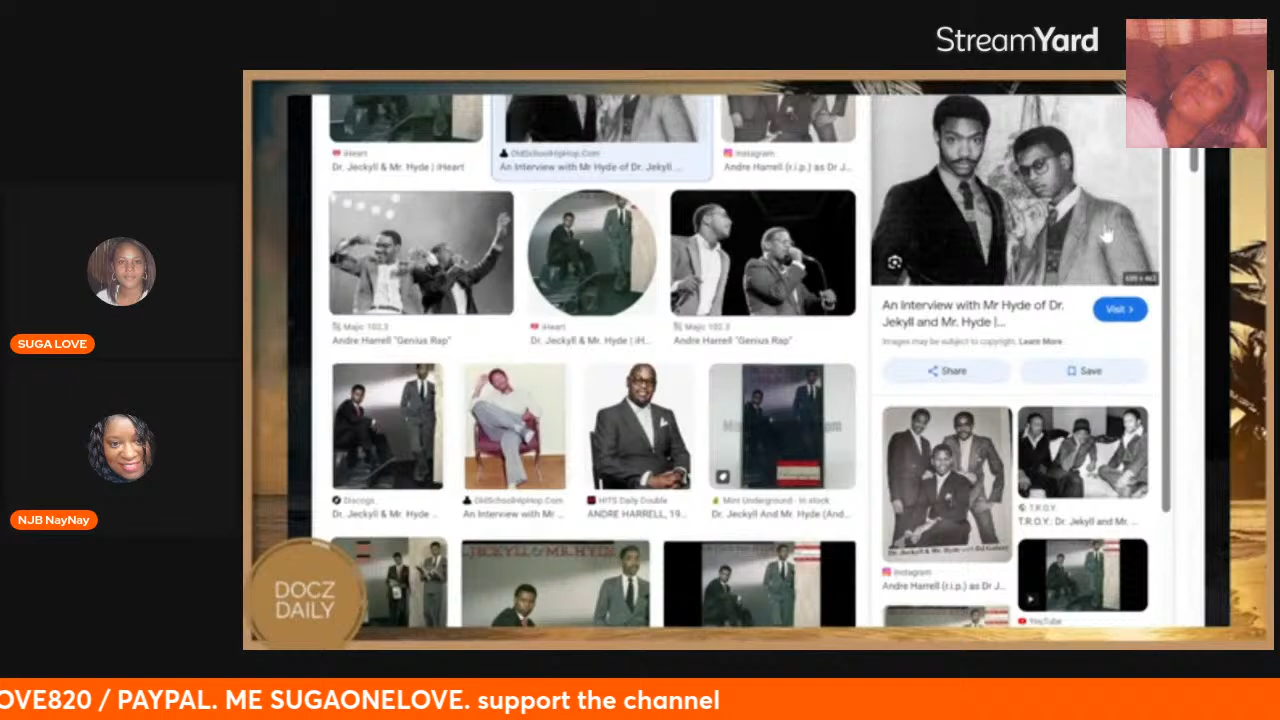 StreamYard
SUGA LOVE
NJB NayNay
iHeart
Dr. Jeckyll & Mr. Hyde | iHeart
OldSchoolHipHop.Com
An Interview with Mr Hyde of Dr. Jekyll ...
Instagram
Andre Harrell (r.i.p.) as Dr J...
Majic 102.3
Andre Harrell "Genius Rap"
iHeart
Dr. Jeckyll & Mr. Hyde | iH...
Majic 102.3
Andre Harrell "Genius Rap"
An Interview with Mr Hyde of Dr.
Jekyll and Mr. Hyde |...
Visit >
Images may be subject to copyright. Learn More
Share
Save
Discogs
Dr. Jeckyll & Mr. Hyde ...
OldSchoolHipHop.Com
An Interview with Mr ...
HITS Daily Double
ANDRE HARRELL, 19...
Mint Underground · In stock
Dr. Jeckyll And Mr. Hyde (And...
T.R.O.Y.
T.R.O.Y.: Dr. Jekyll and Mr. ...
Instagram
Andre Harrell (r.i.p.) as Dr J...
YouTube
JECKYLL & MR. HYDE
DOCZ
DAILY
OVE820 / PAYPAL. ME SUGAONELOVE. support the channel